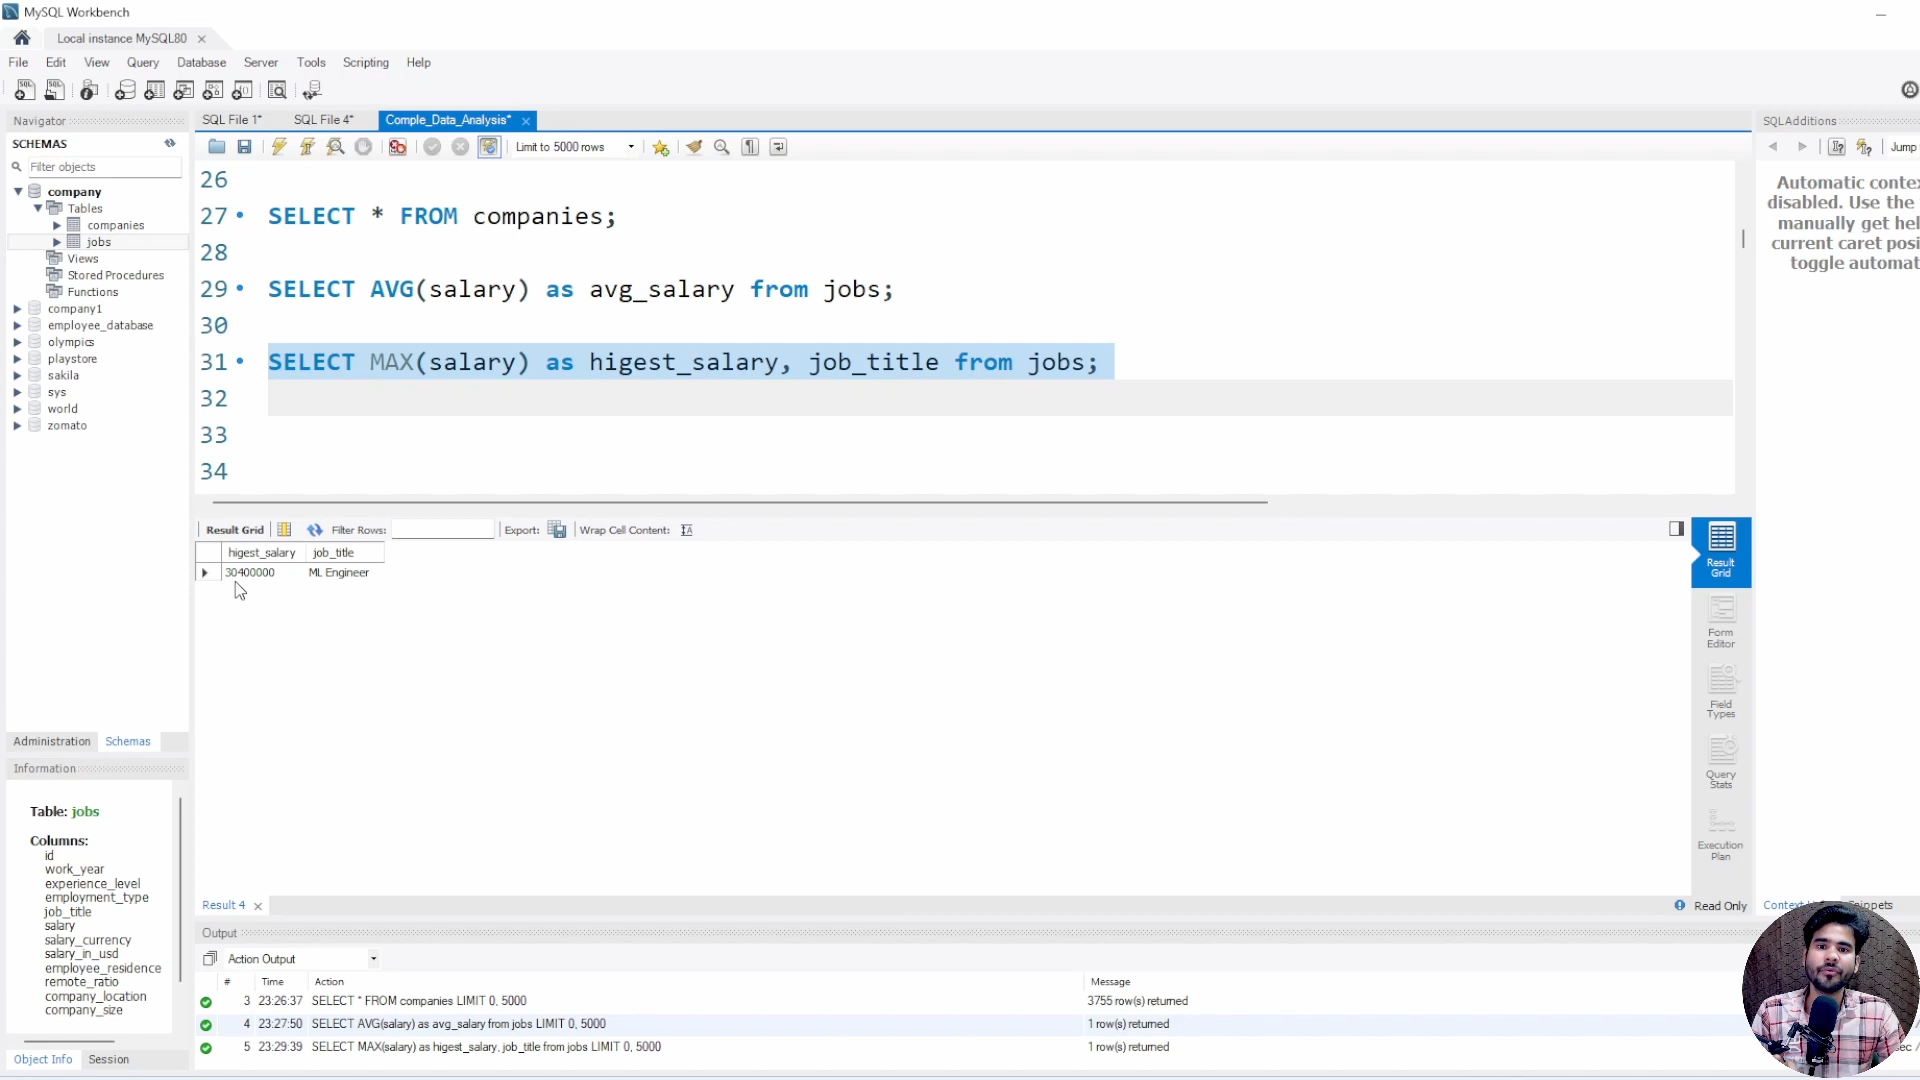 MySQL Workbench
Local instance MySQL80
File Edit View Query Database Server Tools Scripting Help
Navigator
SCHEMAS
Filter objects
company
Tables
companies
jobs
Views
Stored Procedures
Functions
company1
employee_database
olympics
playstore
sakila
sys
world
zomato
Administration Schemas
Information
Table: jobs
Columns:
id
work_year
experience_level
employment_type
job_title
salary
salary_currency
salary_in_usd
employee_residence
remote_ratio
company_location
company_size
Object Info Session
SQL File 1* SQL File 4* Comple_Data_Analysis*
Limit to 5000 rows
26
27 SELECT * FROM companies;
28
29 SELECT AVG(salary) as avg_salary from jobs;
30
31 SELECT MAX(salary) as higest_salary, job_title from jobs;
32
33
34
Result Grid Filter Rows: Export: Wrap Cell Content:
higest_salary job_title
30400000 ML Engineer
Result
Grid
Form
Editor
Field
Types
Query
Stats
Execution
Plan
Result 4
Read Only
Output
Action Output
# Time Action Message
3 23:26:37 SELECT * FROM companies LIMIT 0, 5000 3755 row(s) returned
4 23:27:50 SELECT AVG(salary) as avg_salary from jobs LIMIT 0, 5000 1 row(s) returned
5 23:29:39 SELECT MAX(salary) as higest_salary, job_title from jobs LIMIT 0, 5000 1 row(s) returned
SQLAdditions
Jump
Automatic contex
disabled. Use the
manually get hel
current caret posi
toggle automat